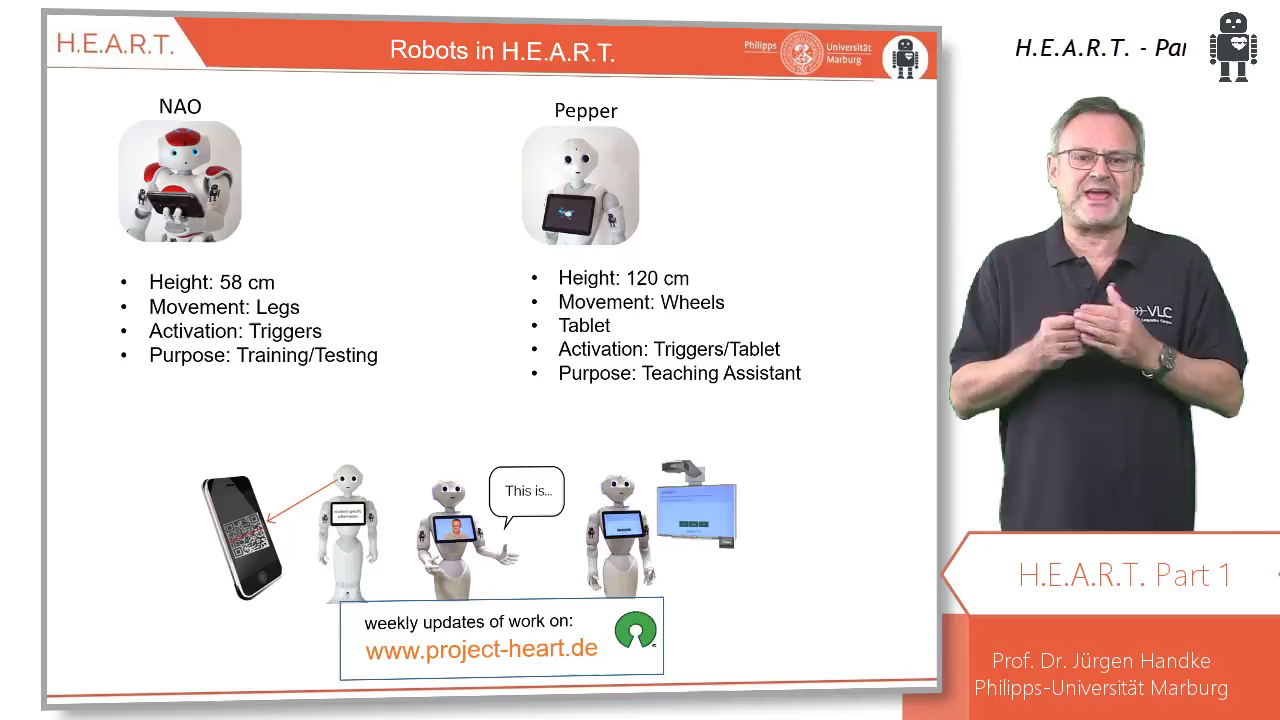 H.E.A.R.T.
Robots in H.E.A.R.T.
Philipps
Universität
Marburg
H.E.A.R.T. - Par
NAO
Pepper
• Height: 58 cm
• Movement: Legs
• Activation: Triggers
• Purpose: Training/Testing
• Height: 120 cm
• Movement: Wheels
• Tablet
• Activation: Triggers/Tablet
• Purpose: Teaching Assistant
VLC
This is...
weekly updates of work on:
www.project-heart.de
H.E.A.R.T. Part 1
Prof. Dr. Jürgen Handke
Philipps-Universität Marburg